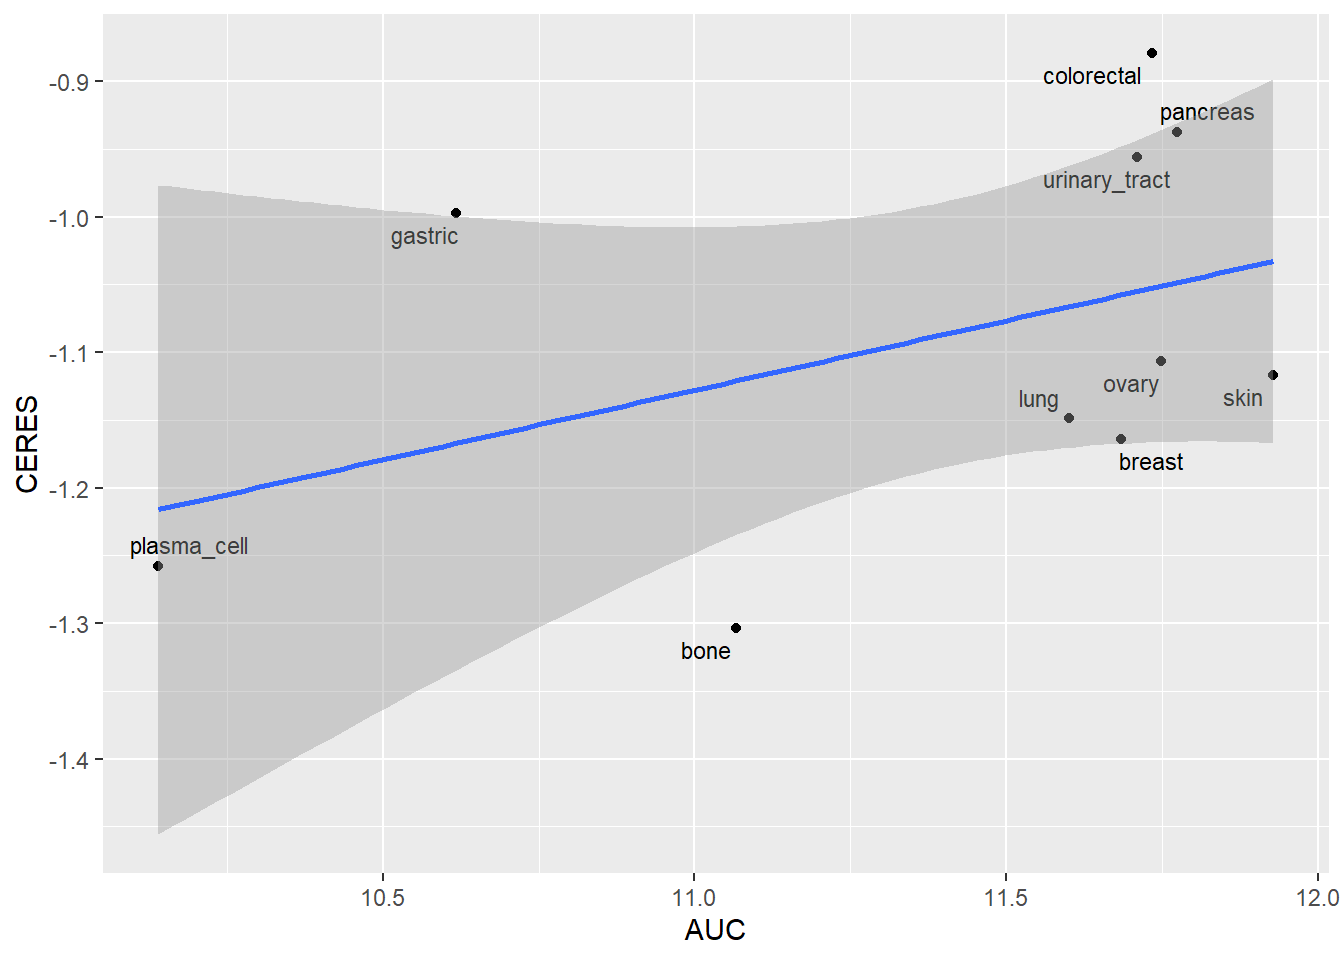 -0.9
-1.0
-1.1
-1.2
-1.3
-1.4
CERES
colorectal
pancreas
urinary_tract
gastric
ovary
skin
lung
breast
plasma_cell
bone
10.5
11.0
11.5
12.0
AUC